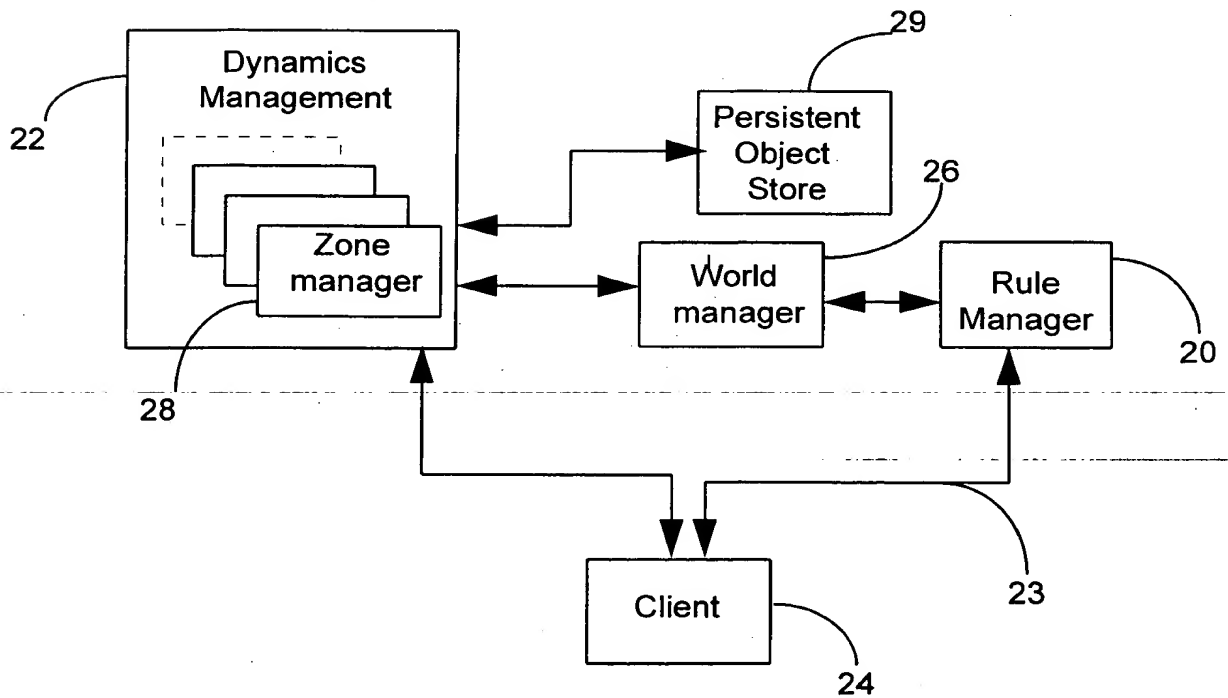 29
Dynamics
Management
22
Persistent
Object
Store
26
Zone
manager
World
manager
Rule
Manager
20
28
23
Client
24